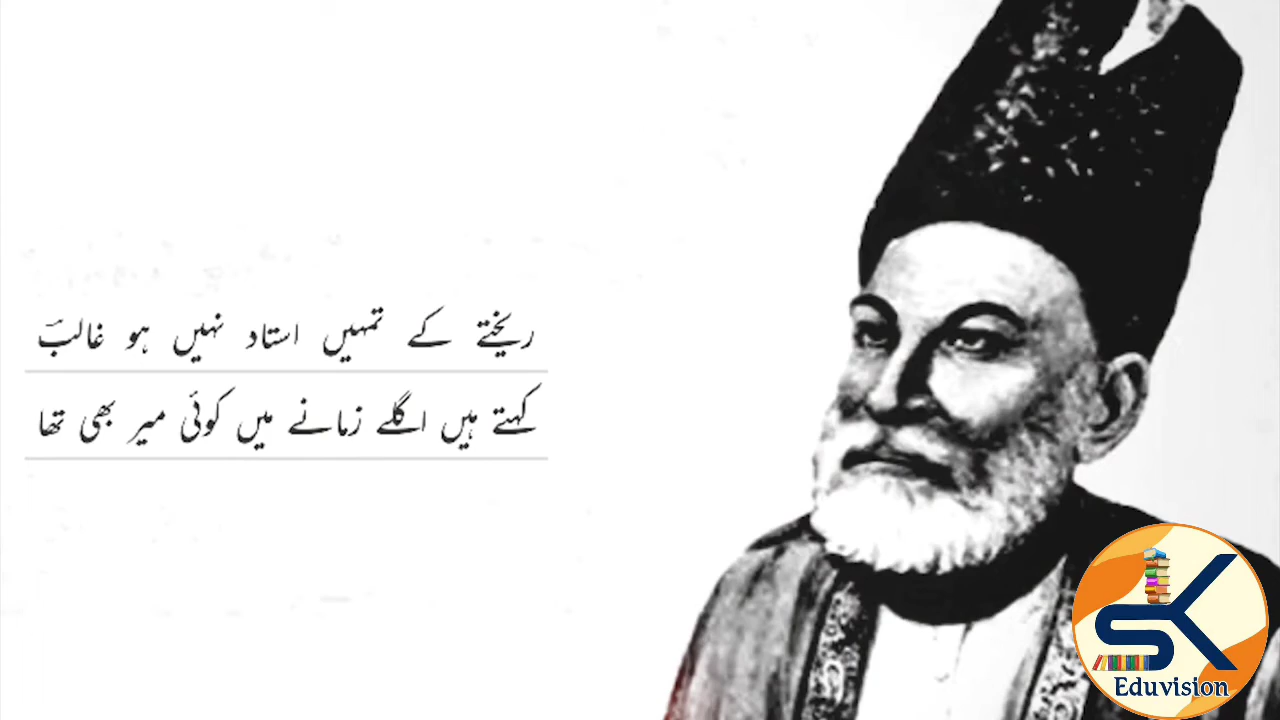 ریختے کے تمہیں استاد نہیں ہو غالبؔ
کہتے ہیں اگلے زمانے میں کوئی میر بھی تھا
SK
Eduvision